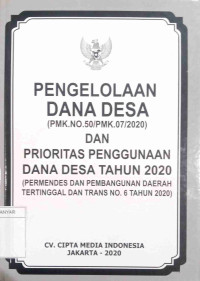 PENGELOLAAN
DANA DESA
(PMK.NO.50/PMK.07/2020)
DAN
PRIORITAS PENGGUNAAN
DANA DESA TAHUN 2020
(PERMENDES DAN PEMBANGUNAN DAERAH
TERTINGGAL DAN TRANS NO. 6 TAHUN 2020)
CV. CIPTA MEDIA INDONESIA
JAKARTA - 2020